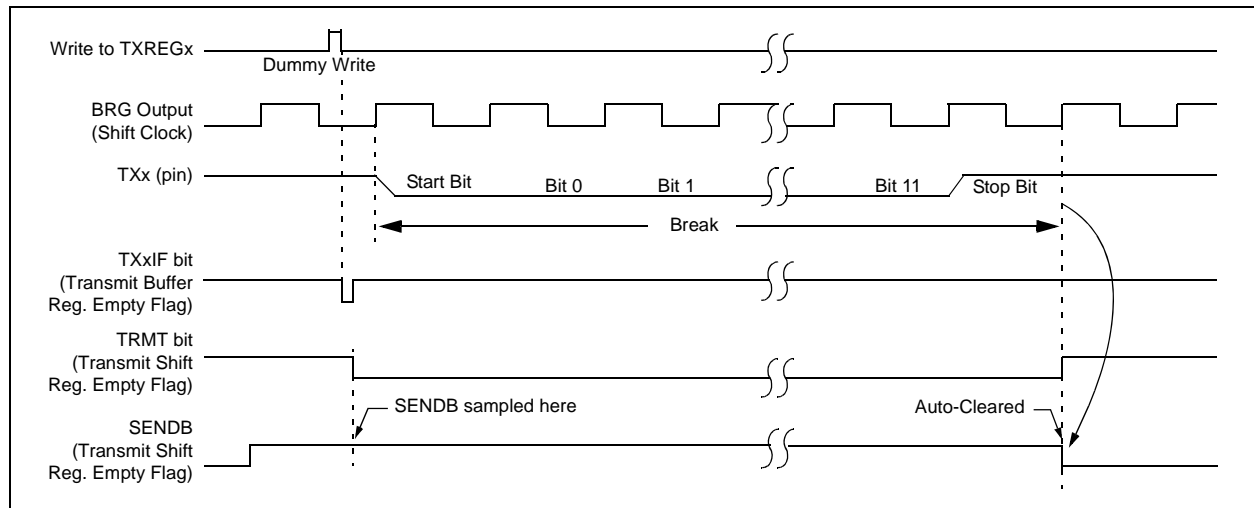 Write to TXREGx
Dummy Write
BRG Output
(Shift Clock)
TXx (pin)
Start Bit
Bit 0
Bit 1
Bit 11
Stop Bit
Break
TXxIF bit
(Transmit Buffer
Reg. Empty Flag)
TRMT bit
(Transmit Shift
Reg. Empty Flag)
SENDB sampled here
Auto-Cleared
SENDB
(Transmit Shift
Reg. Empty Flag)